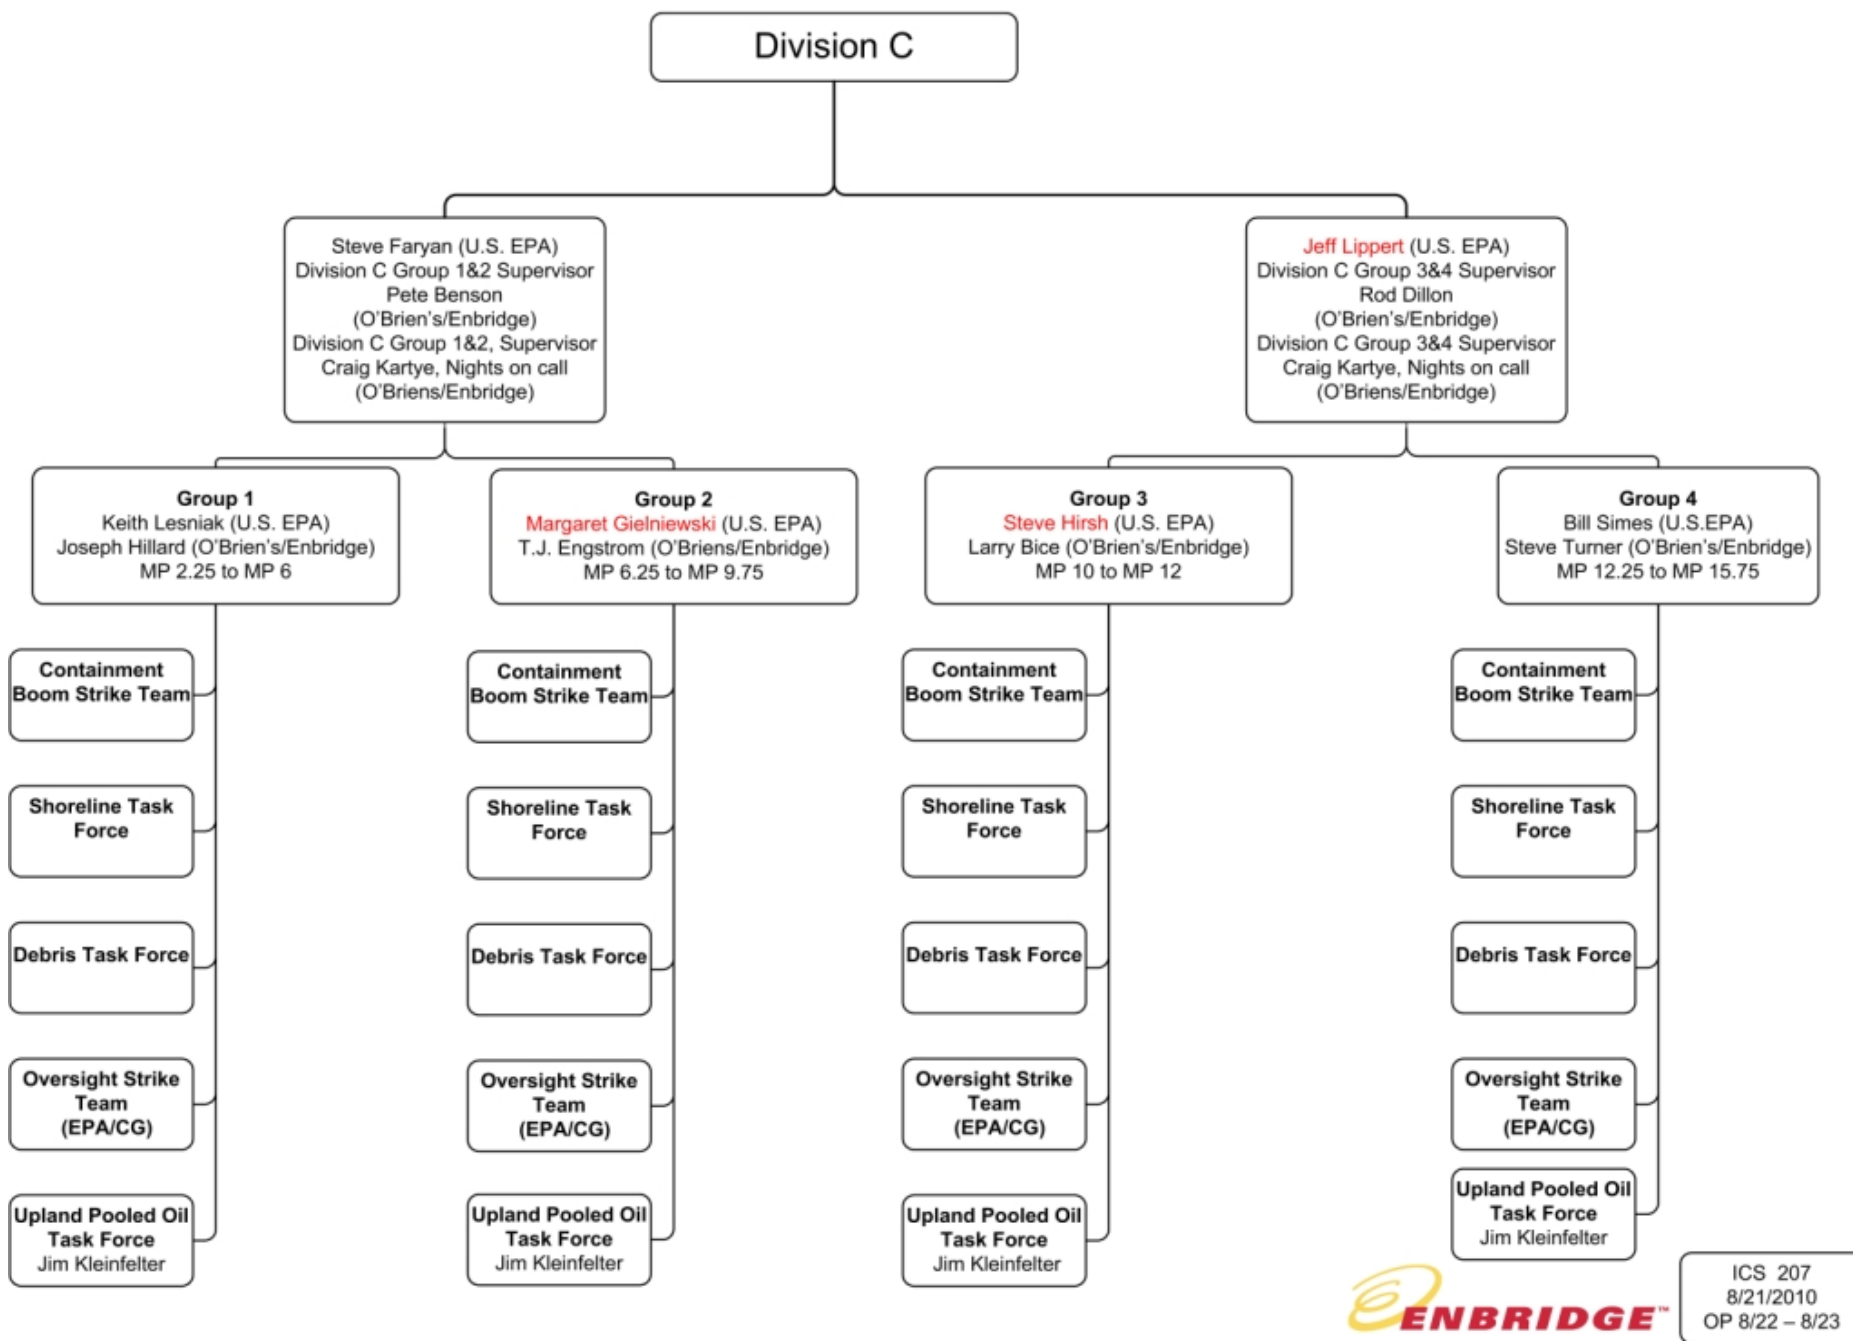 Division C
Steve Faryan (U.S. EPA)
Division C Group 1&2 Supervisor
Pete Benson
(O'Brien's/Enbridge)
Division C Group 1&2, Supervisor
Craig Kartye, Nights on call
(O'Briens/Enbridge)
Jeff Lippert (U.S. EPA)
Division C Group 3&4 Supervisor
Rod Dillon
(O'Brien's/Enbridge)
Division C Group 3&4 Supervisor
Craig Kartye, Nights on call
(O'Briens/Enbridge)
Group 1
Keith Lesniak (U.S. EPA)
Joseph Hillard (O'Brien's/Enbridge)
MP 2.25 to MP 6
Group 2
Margaret Gielniewski (U.S. EPA)
T.J. Engstrom (O'Briens/Enbridge)
MP 6.25 to MP 9.75
Group 3
Steve Hirsh (U.S. EPA)
Larry Bice (O'Brien's/Enbridge)
MP 10 to MP 12
Group 4
Bill Simes (U.S.EPA)
Steve Turner (O'Brien's/Enbridge)
MP 12.25 to MP 15.75
Containment
Boom Strike Team
Shoreline Task
Force
Debris Task Force
Oversight Strike
Team
(EPA/CG)
Upland Pooled Oil
Task Force
Jim Kleinfelter
Containment
Boom Strike Team
Shoreline Task
Force
Debris Task Force
Oversight Strike
Team
(EPA/CG)
Upland Pooled Oil
Task Force
Jim Kleinfelter
Containment
Boom Strike Team
Shoreline Task
Force
Debris Task Force
Oversight Strike
Team
(EPA/CG)
Upland Pooled Oil
Task Force
Jim Kleinfelter
Containment
Boom Strike Team
Shoreline Task
Force
Debris Task Force
Oversight Strike
Team
(EPA/CG)
Upland Pooled Oil
Task Force
Jim Kleinfelter
ENBRIDGE™
ICS 207
8/21/2010
OP 8/22 – 8/23